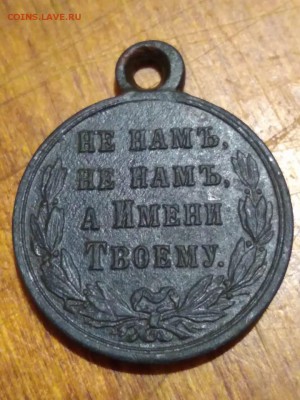 COINS.LAVE.RU
НЕ НАМЪ,
НЕ НАМЪ,
А ИМЕНИ
ТВОЕМУ.